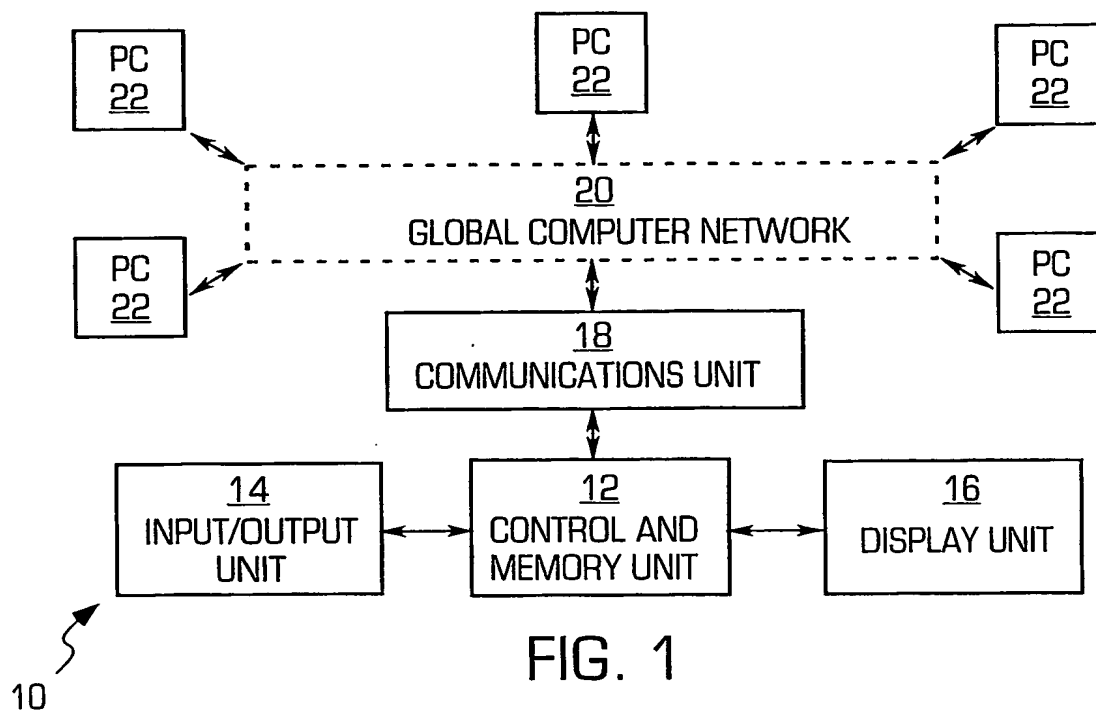 PC
22
PC
22
PC
22
20
GLOBAL COMPUTER NETWORK
PC
22
PC
22
18
COMMUNICATIONS UNIT
14
INPUT/OUTPUT
UNIT
12
CONTROL AND
MEMORY UNIT
16
DISPLAY UNIT
10
FIG. 1